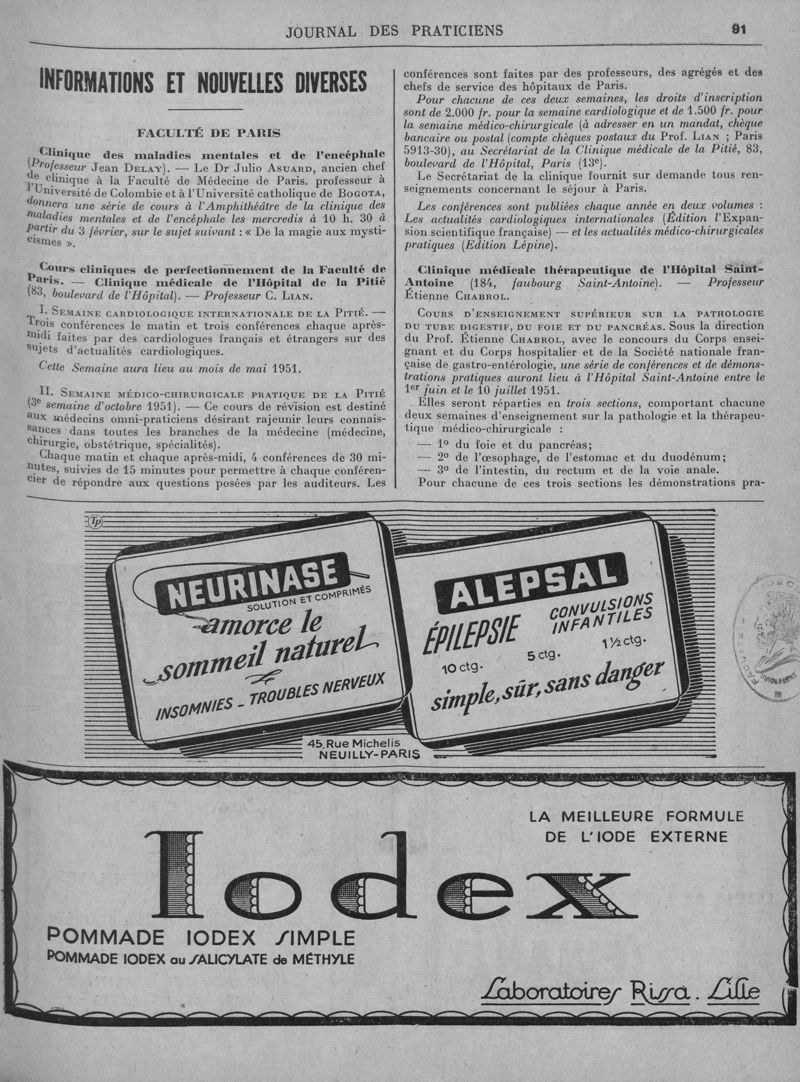 JOURNAL DES PRATICIENS
91
INFORMATIONS ET NOUVELLES DIVERSES
FACULTÉ DE PARIS
Clinique des maladies mentales et de l'encéphale
(Professeur Jean DELAY). — Le Dr Julio ASUARD, ancien chef
de clinique à la Faculté de Médecine de Paris, professeur à
l'Université de Colombie et à l'Université catholique de BOGOTA,
donnera une série de cours à l'Amphithéâtre de la clinique des
maladies mentales et de l'encéphale les mercredis à 10 h. 30 à
partir du 3 février, sur le sujet suivant : « De la magie aux mysti-
cismes ».
Cours cliniques de perfectionnement de la Faculté de
Paris. — Clinique médicale de l'Hôpital de la Pitié
(83, boulevard de l'Hôpital). — Professeur C. LIAN.
I. SEMAINE CARDIOLOGIQUE INTERNATIONALE DE LA PITIÉ. —
Trois conférences le matin et trois conférences chaque après-
midi faites par des cardiologues français et étrangers sur des
sujets d'actualités cardiologiques.
Cette Semaine aura lieu au mois de mai 1951.
II. SEMAINE MÉDICO-CHIRURGICALE PRATIQUE DE LA PITIÉ
(3e semaine d'octobre 1951). — Ce cours de révision est destiné
aux médecins omni-praticiens désirant rajeunir leurs connais-
sances dans toutes les branches de la médecine (médecine,
chirurgie, obstétrique, spécialités).
Chaque matin et chaque après-midi, 4 conférences de 30 mi-
nutes, suivies de 15 minutes pour permettre à chaque conféren-
cier de répondre aux questions posées par les auditeurs. Les
conférences sont faites par des professeurs, des agrégés et des
chefs de service des hôpitaux de Paris.
Pour chacune de ces deux semaines, les droits d'inscription
sont de 2.000 fr. pour la semaine cardiologique et de 1.500 fr. pour
la semaine médico-chirurgicale (à adresser en un mandat, chèque
bancaire ou postal (compte chèques postaux du Prof. LIAN ; Paris
5913-30), au Secrétariat de la Clinique médicale de la Pitié, 83,
boulevard de l'Hôpital, Paris (13e).
Le Secrétariat de la clinique fournit sur demande tous ren-
seignements concernant le séjour à Paris.
Les conférences sont publiées chaque année en deux volumes :
Les actualités cardiologiques internationales (Édition l'Expan-
sion scientifique française) — et les actualités médico-chirurgicales
pratiques (Edition Lépine).
Clinique médicale thérapeutique de l'Hôpital Saint-
Antoine (184, faubourg Saint-Antoine). — Professeur
Étienne CHABROL.
COURS D'ENSEIGNEMENT SUPÉRIEUR SUR LA PATHOLOGIE
DU TUBE DIGESTIF, DU FOIE ET DU PANCRÉAS. Sous la direction
du Prof. Étienne CHABROL, avec le concours du Corps ensei-
gnant et du Corps hospitalier et de la Société nationale fran-
çaise de gastro-entérologie, une série de conférences et de démons-
trations pratiques auront lieu à l'Hôpital Saint-Antoine entre le
1er juin et le 10 juillet 1951.
Elles seront réparties en trois sections, comportant chacune
deux semaines d'enseignement sur la pathologie et la thérapeu-
tique médico-chirurgicale :
— 1o du foie et du pancréas;
— 2o de l'œsophage, de l'estomac et du duodénum;
— 3o de l'intestin, du rectum et de la voie anale.
Pour chacune de ces trois sections les démonstrations pra-
TP
NEURINASE
SOLUTION ET COMPRIMÉS
amorce le
sommeil naturel
INSOMNIES - TROUBLES NERVEUX
ALEPSAL
ÉPILEPSIE
CONVULSIONS
INFANTILES
10 ctg.
5 ctg.
1 ½ ctg.
simple, sûr, sans danger
45, Rue Michelis
NEUILLY-PARIS
LA MEILLEURE FORMULE
DE L'IODE EXTERNE
Iodex
POMMADE IODEX SIMPLE
POMMADE IODEX au SALICYLATE de MÉTHYLE
Laboratoires Rissa. Lille